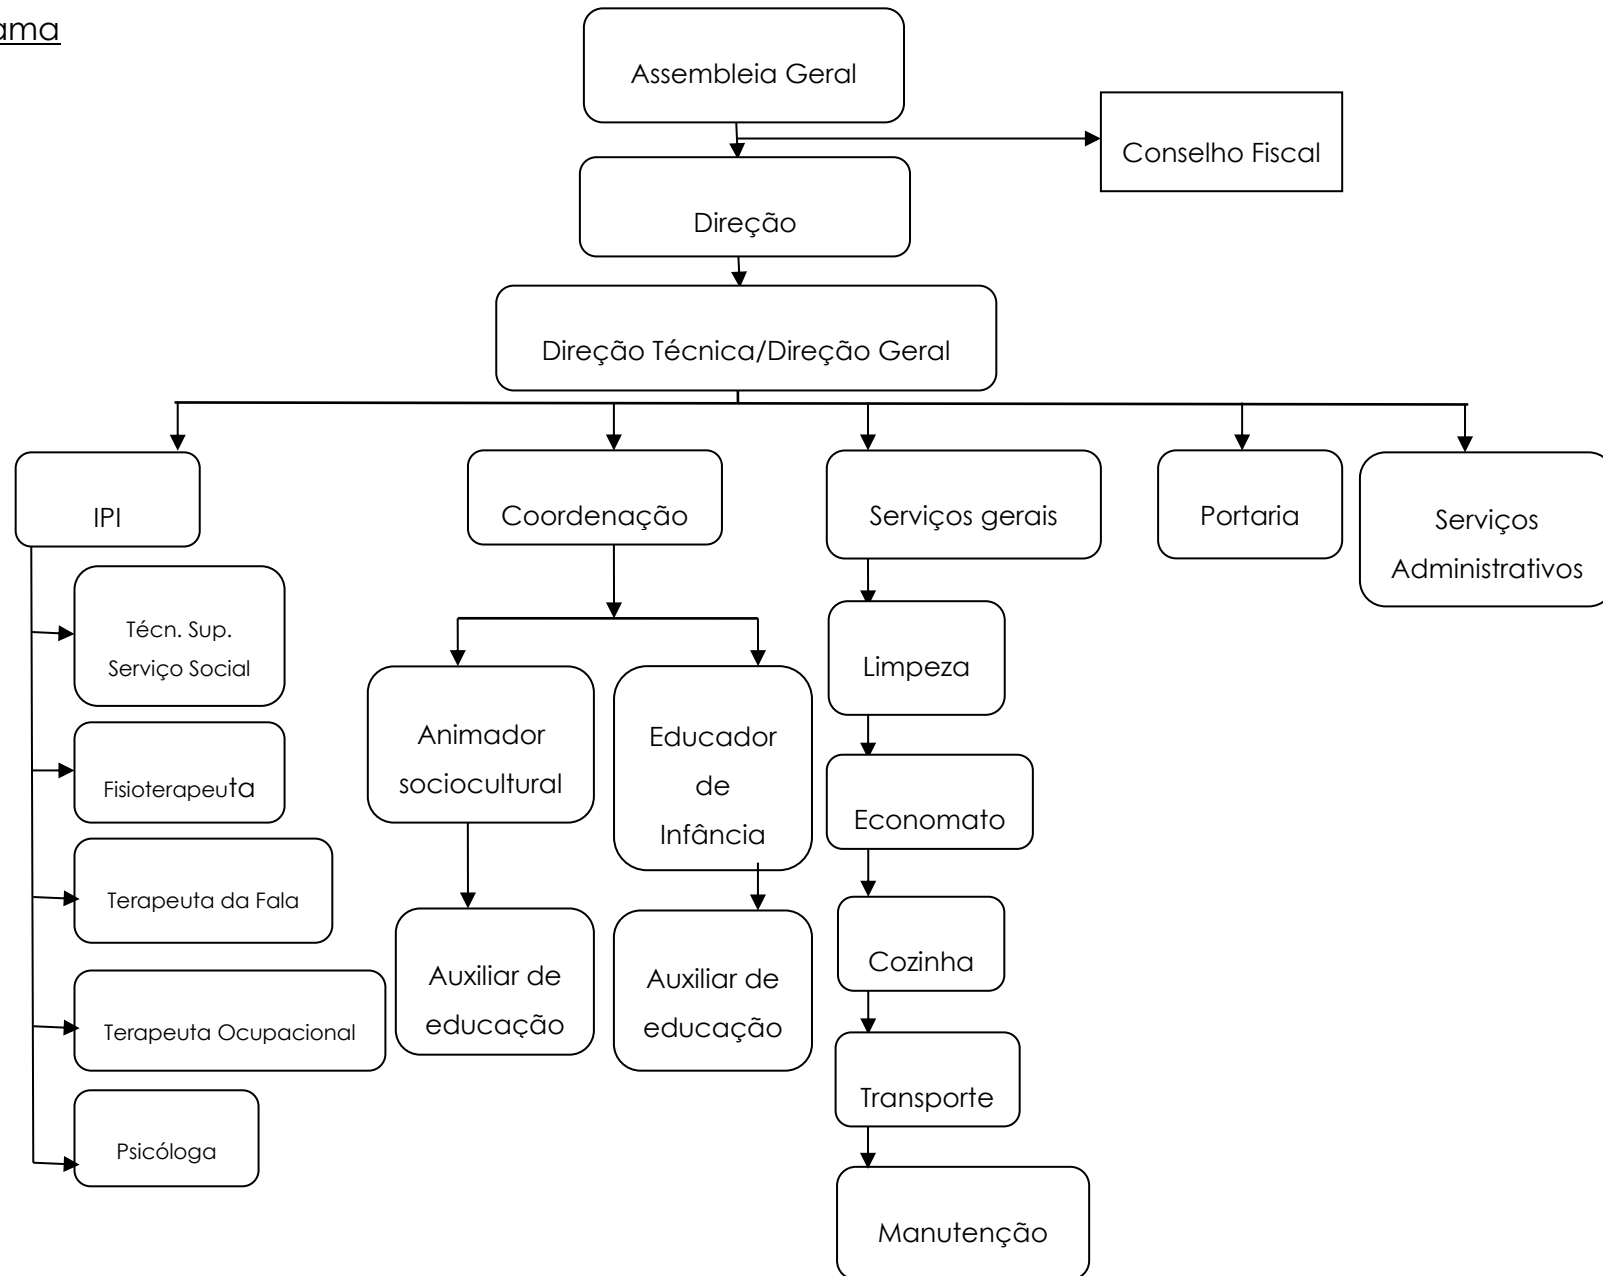 ama
Assembleia Geral
Conselho Fiscal
Direção
Direção Técnica/Direção Geral
IPI
Coordenação
Serviços gerais
Portaria
Serviços
Administrativos
Técn. Sup.
Serviço Social
Fisioterapeuta
Terapeuta da Fala
Terapeuta Ocupacional
Psicóloga
Animador
sociocultural
Auxiliar de
educação
Educador
de
Infância
Auxiliar de
educação
Limpeza
Economato
Cozinha
Transporte
Manutenção